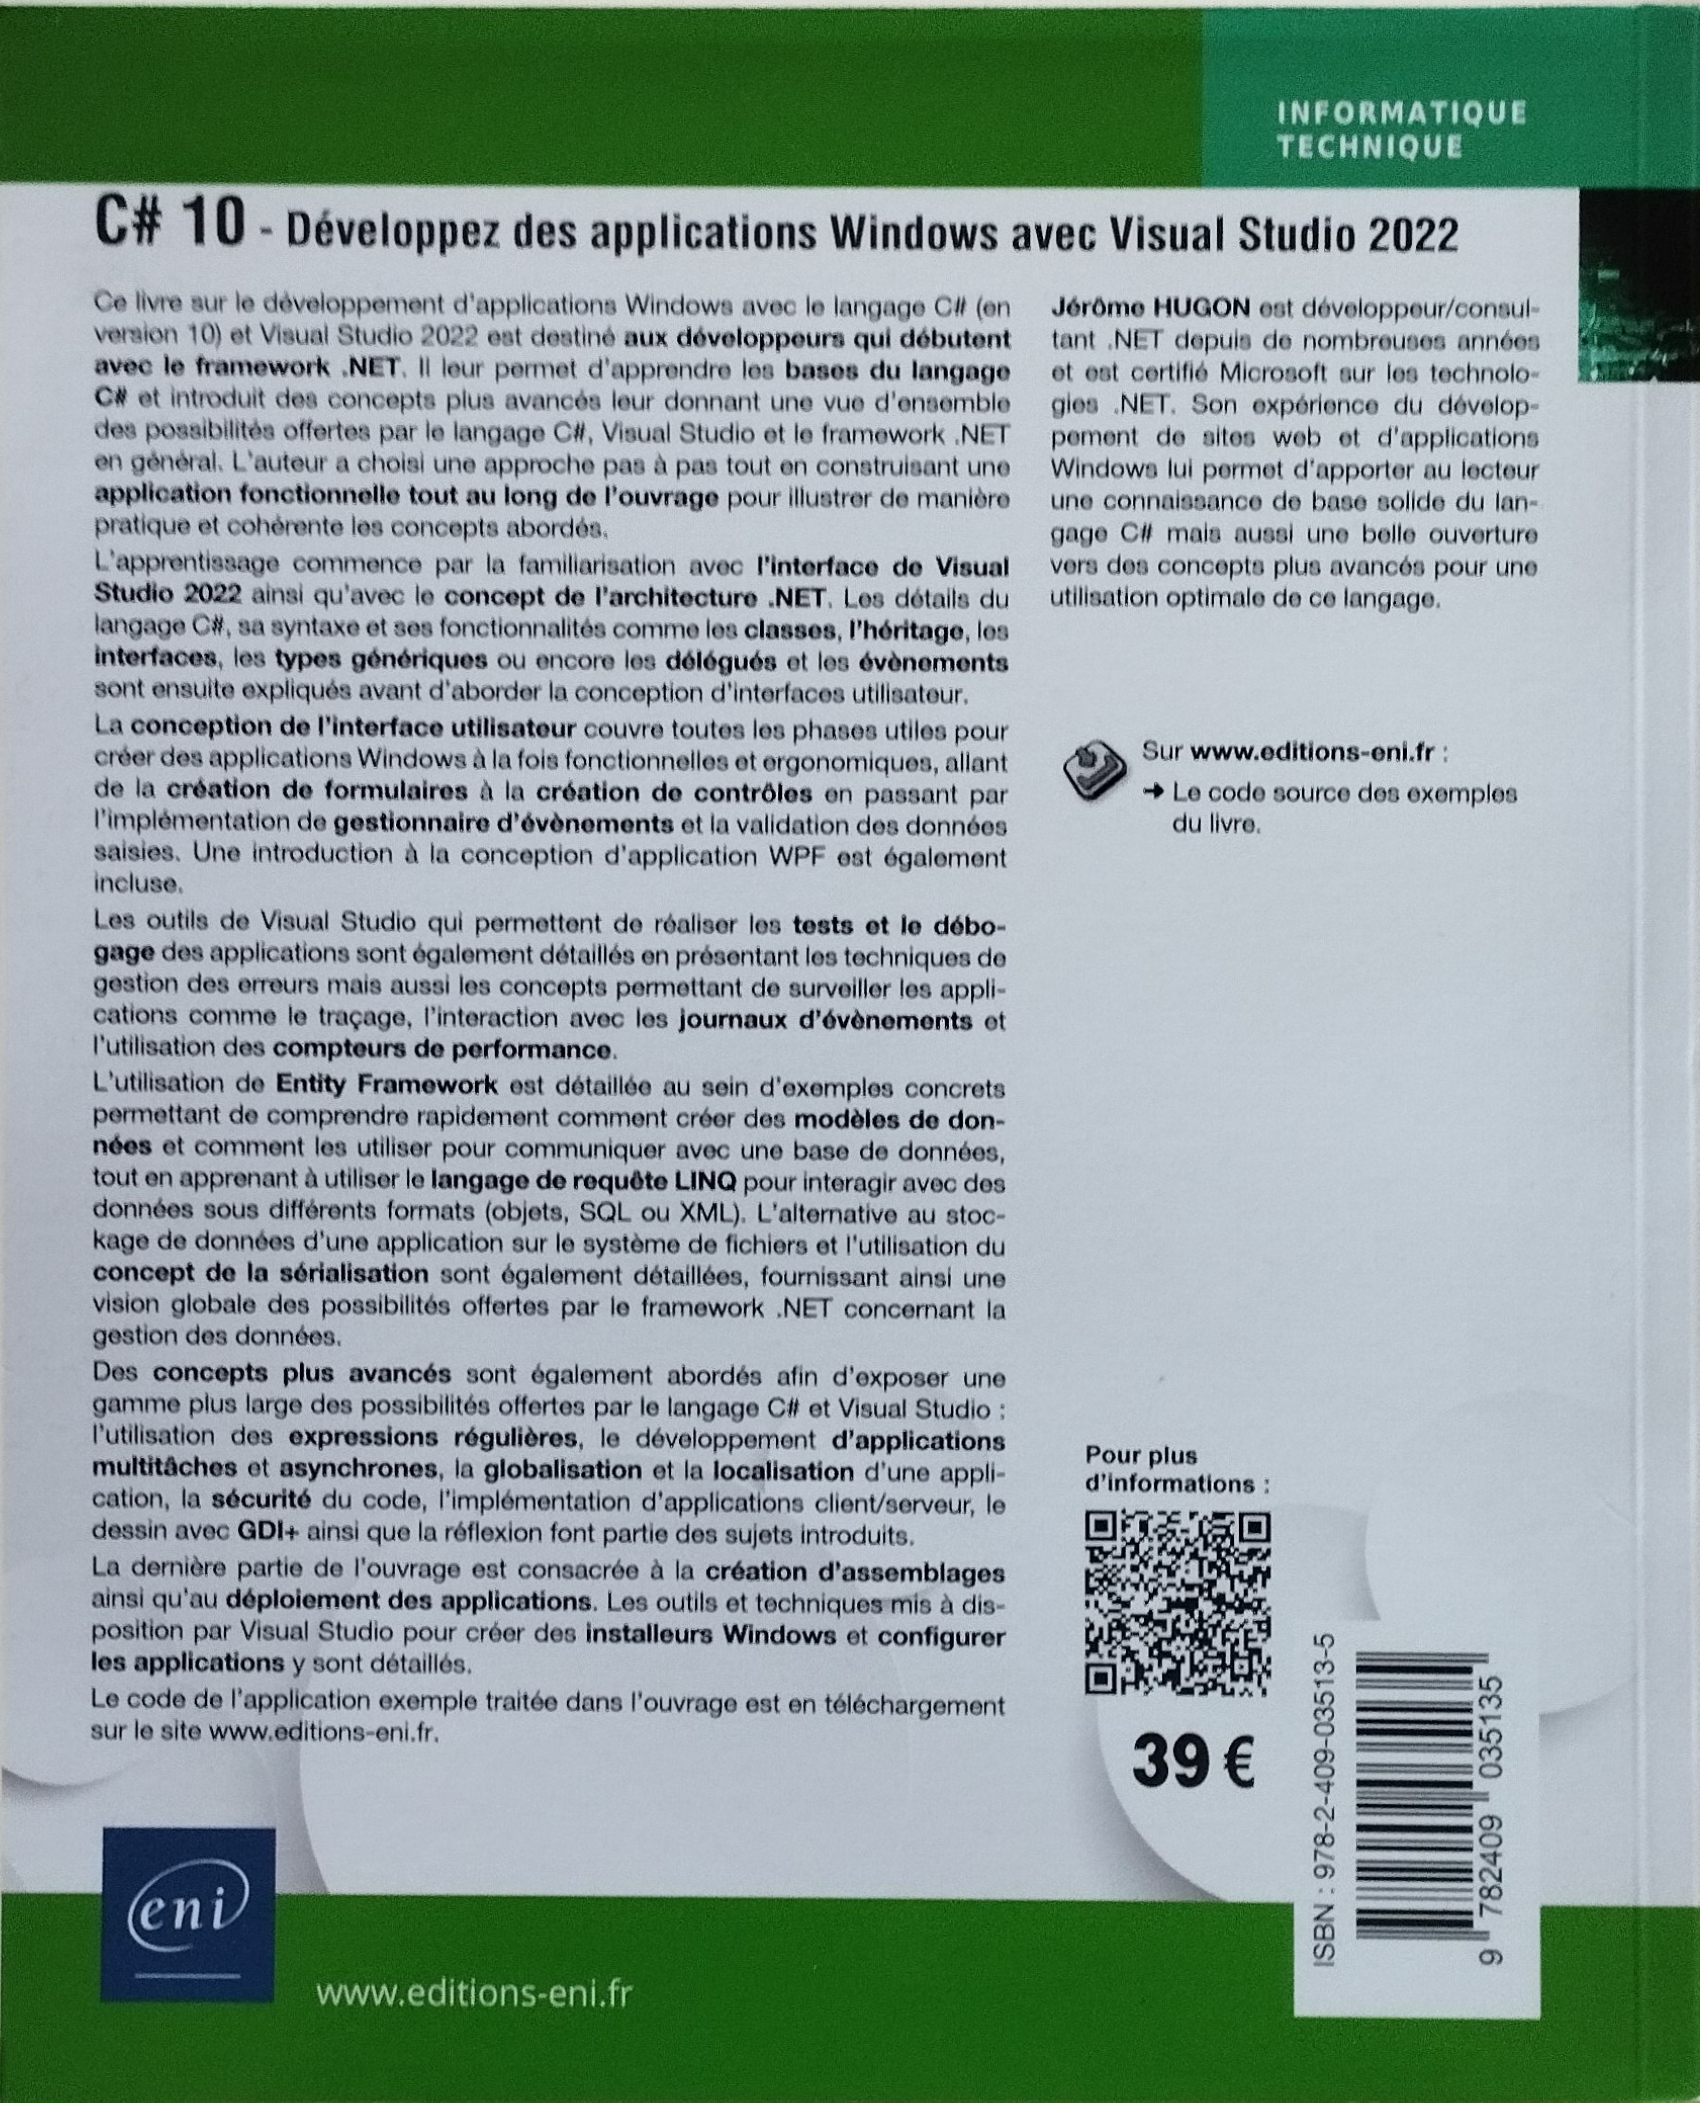 INFORMATIQUE
TECHNIQUE
C# 10 - Développez des applications Windows avec Visual Studio 2022
Ce livre sur le développement d'applications Windows avec le langage C# (en
version 10) et Visual Studio 2022 est destiné aux développeurs qui débutent
avec le framework .NET. Il leur permet d'apprendre les bases du langage
C# et introduit des concepts plus avancés leur donnant une vue d'ensemble
des possibilités offertes par le langage C#, Visual Studio et le framework .NET
en général. L'auteur a choisi une approche pas à pas tout en construisant une
application fonctionnelle tout au long de l'ouvrage pour illustrer de manière
pratique et cohérente les concepts abordés.
L'apprentissage commence par la familiarisation avec l'interface de Visual
Studio 2022 ainsi qu'avec le concept de l'architecture .NET. Les détails du
langage C#, sa syntaxe et ses fonctionnalités comme les classes, l'héritage, les
interfaces, les types génériques ou encore les délégués et les évènements
sont ensuite expliqués avant d'aborder la conception d'interfaces utilisateur.
La conception de l'interface utilisateur couvre toutes les phases utiles pour
créer des applications Windows à la fois fonctionnelles et ergonomiques, allant
de la création de formulaires à la création de contrôles en passant par
l'implémentation de gestionnaire d'évènements et la validation des données
saisies. Une introduction à la conception d'application WPF est également
incluse.
Les outils de Visual Studio qui permettent de réaliser les tests et le débo-
gage des applications sont également détaillés en présentant les techniques de
gestion des erreurs mais aussi les concepts permettant de surveiller les appli-
cations comme le traçage, l'interaction avec les journaux d'évènements et
l'utilisation des compteurs de performance.
L'utilisation de Entity Framework est détaillée au sein d'exemples concrets
permettant de comprendre rapidement comment créer des modèles de don-
nées et comment les utiliser pour communiquer avec une base de données,
tout en apprenant à utiliser le langage de requête LINQ pour interagir avec des
données sous différents formats (objets, SQL ou XML). L'alternative au stoc-
kage de données d'une application sur le système de fichiers et l'utilisation du
concept de la sérialisation sont également détaillées, fournissant ainsi une
vision globale des possibilités offertes par le framework .NET concernant la
gestion des données.
Des concepts plus avancés sont également abordés afin d'exposer une
gamme plus large des possibilités offertes par le langage C# et Visual Studio :
l'utilisation des expressions régulières, le développement d'applications
multitâches et asynchrones, la globalisation et la localisation d'une appli-
cation, la sécurité du code, l'implémentation d'applications client/serveur, le
dessin avec GDI+ ainsi que la réflexion font partie des sujets introduits.
La dernière partie de l'ouvrage est consacrée à la création d'assemblages
ainsi qu'au déploiement des applications. Les outils et techniques mis à dis-
position par Visual Studio pour créer des installeurs Windows et configurer
les applications y sont détaillés.
Le code de l'application exemple traitée dans l'ouvrage est en téléchargement
sur le site www.editions-eni.fr.
Jérôme HUGON est développeur/consul-
tant .NET depuis de nombreuses années
et est certifié Microsoft sur les technolo-
gies .NET. Son expérience du dévelop-
pement de sites web et d'applications
Windows lui permet d'apporter au lecteur
une connaissance de base solide du lan-
gage C# mais aussi une belle ouverture
vers des concepts plus avancés pour une
utilisation optimale de ce langage.
Sur www.editions-eni.fr :
→ Le code source des exemples
du livre.
Pour plus
d'informations :
39 €
ISBN : 978-2-409-03513-5
9 782409 035135
eni
www.editions-eni.fr